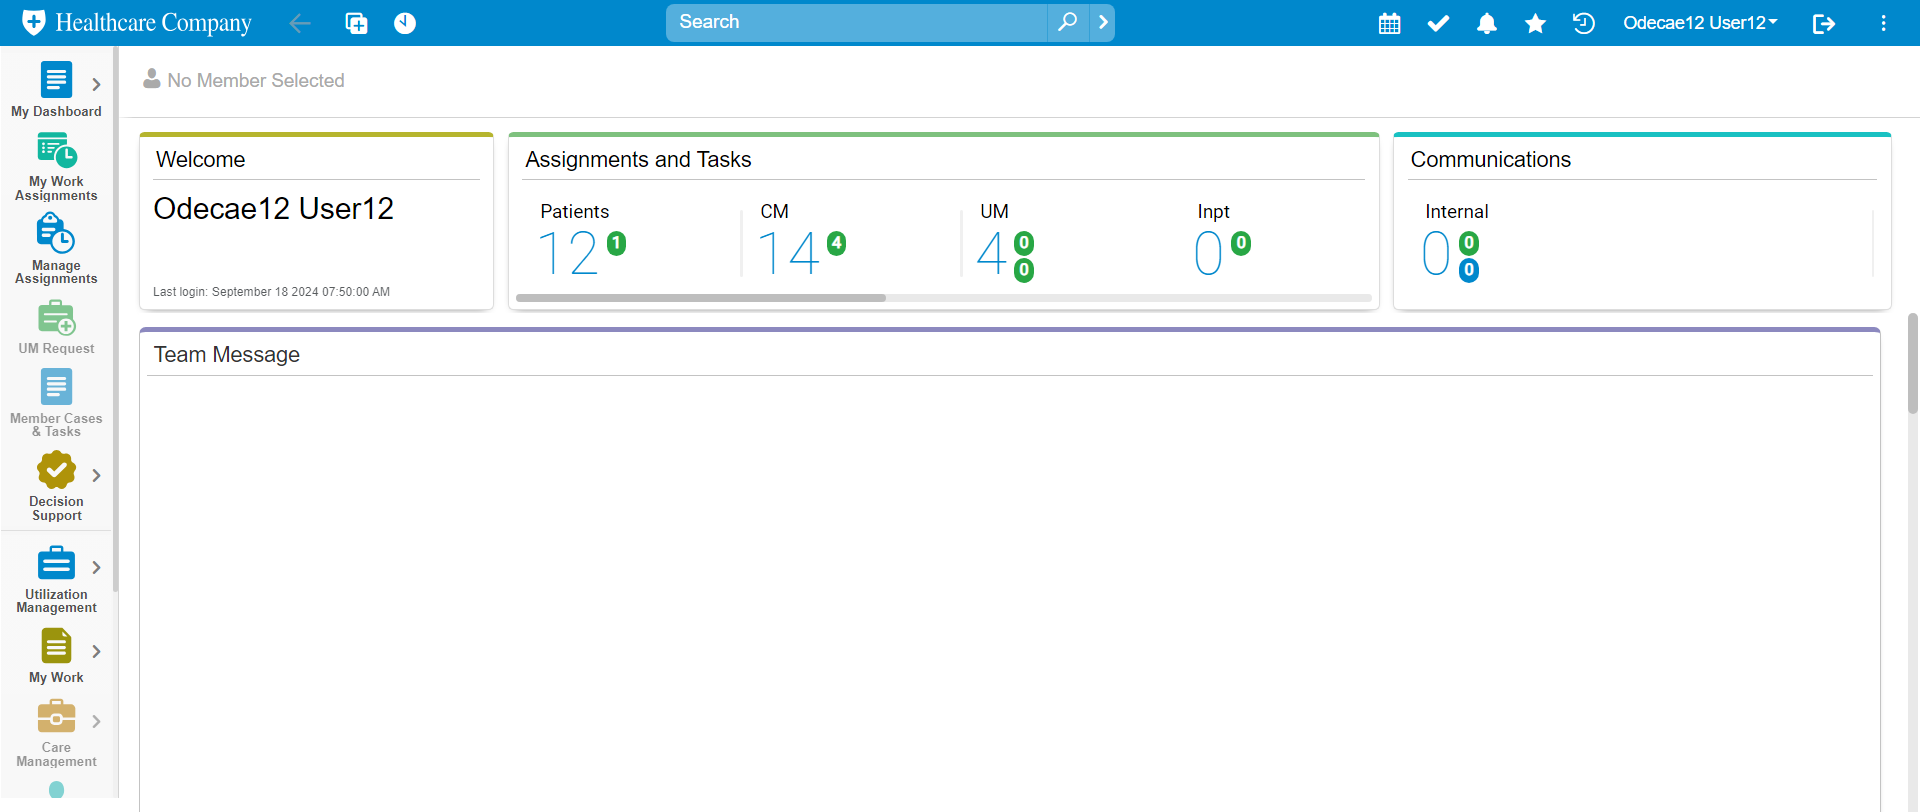 Healthcare Company
Search
Odecae12 User12
My Dashboard
My Work
Assignments
Manage
Assignments
UM Request
Member Cases
& Tasks
Decision
Support
Utilization
Management
My Work
Care
Management
No Member Selected
Welcome
Odecae12 User12
Last login: September 18 2024 07:50:00 AM
Assignments and Tasks
Patients
12 1
CM
14 4
UM
4 0
0
Inpt
0 0
Communications
Internal
0 0
0
Team Message